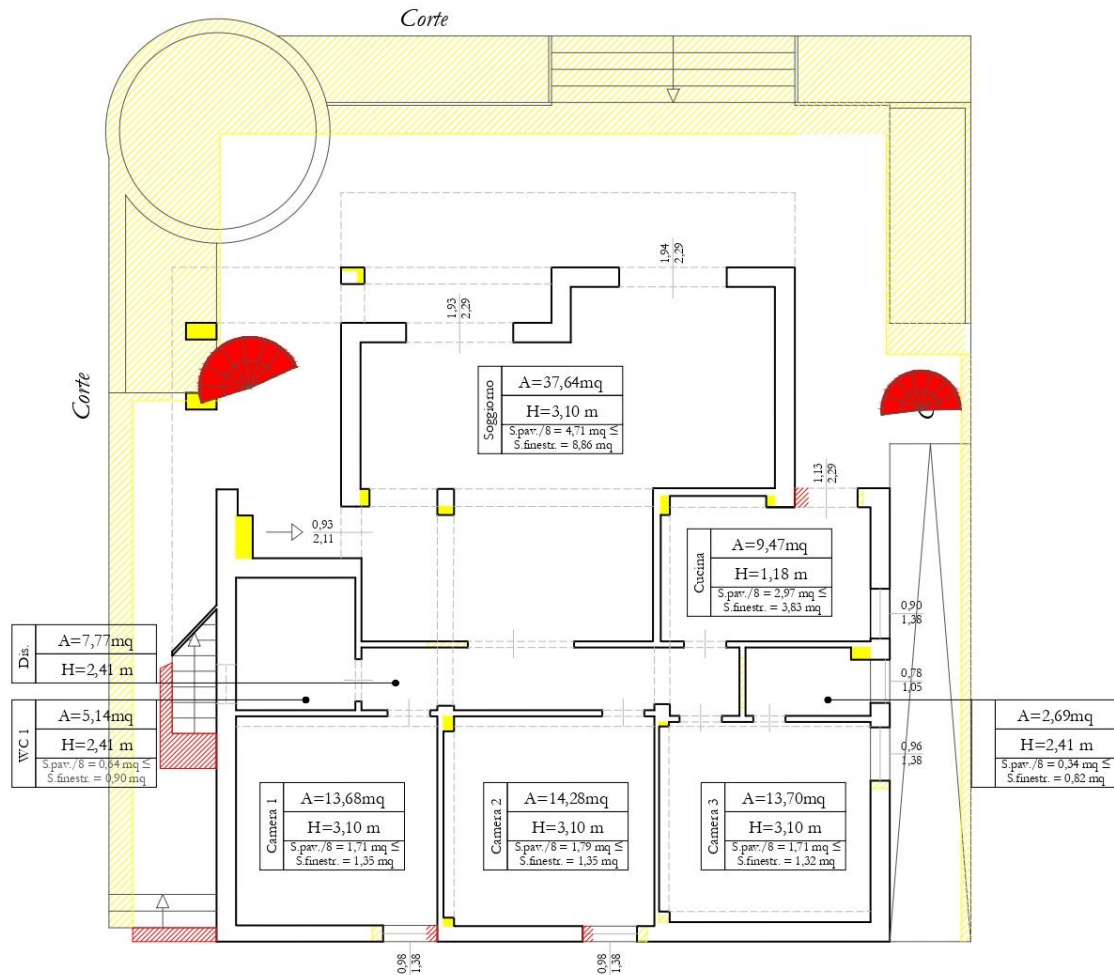 Corte
Corte
1,94
2,29
1,93
2,29
Soggiorno
A=37,64mq
H=3,10 m
S.pav./8 = 4,71 mq ≤
S.finestr. = 8,86 mq
1,13
2,29
0,93
2,11
Cucina
A=9,47mq
H=1,18 m
S.pav./8 = 2,97 mq ≤
S.finestr. = 3,83 mq
0,90
1,38
Dis.
A=7,77mq
H=2,41 m
0,78
1,05
WC 1
A=5,14mq
H=2,41 m
S.pav./8 = 0,64 mq ≤
S.finestr. = 0,90 mq
A=2,69mq
H=2,41 m
S.pav./8 = 0,34 mq ≤
S.finestr. = 0,82 mq
0,96
1,38
Camera 1
A=13,68mq
H=3,10 m
S.pav./8 = 1,71 mq ≤
S.finestr. = 1,35 mq
Camera 2
A=14,28mq
H=3,10 m
S.pav./8 = 1,79 mq ≤
S.finestr. = 1,35 mq
Camera 3
A=13,70mq
H=3,10 m
S.pav./8 = 1,71 mq ≤
S.finestr. = 1,32 mq
0,98
1,38
0,98
1,38